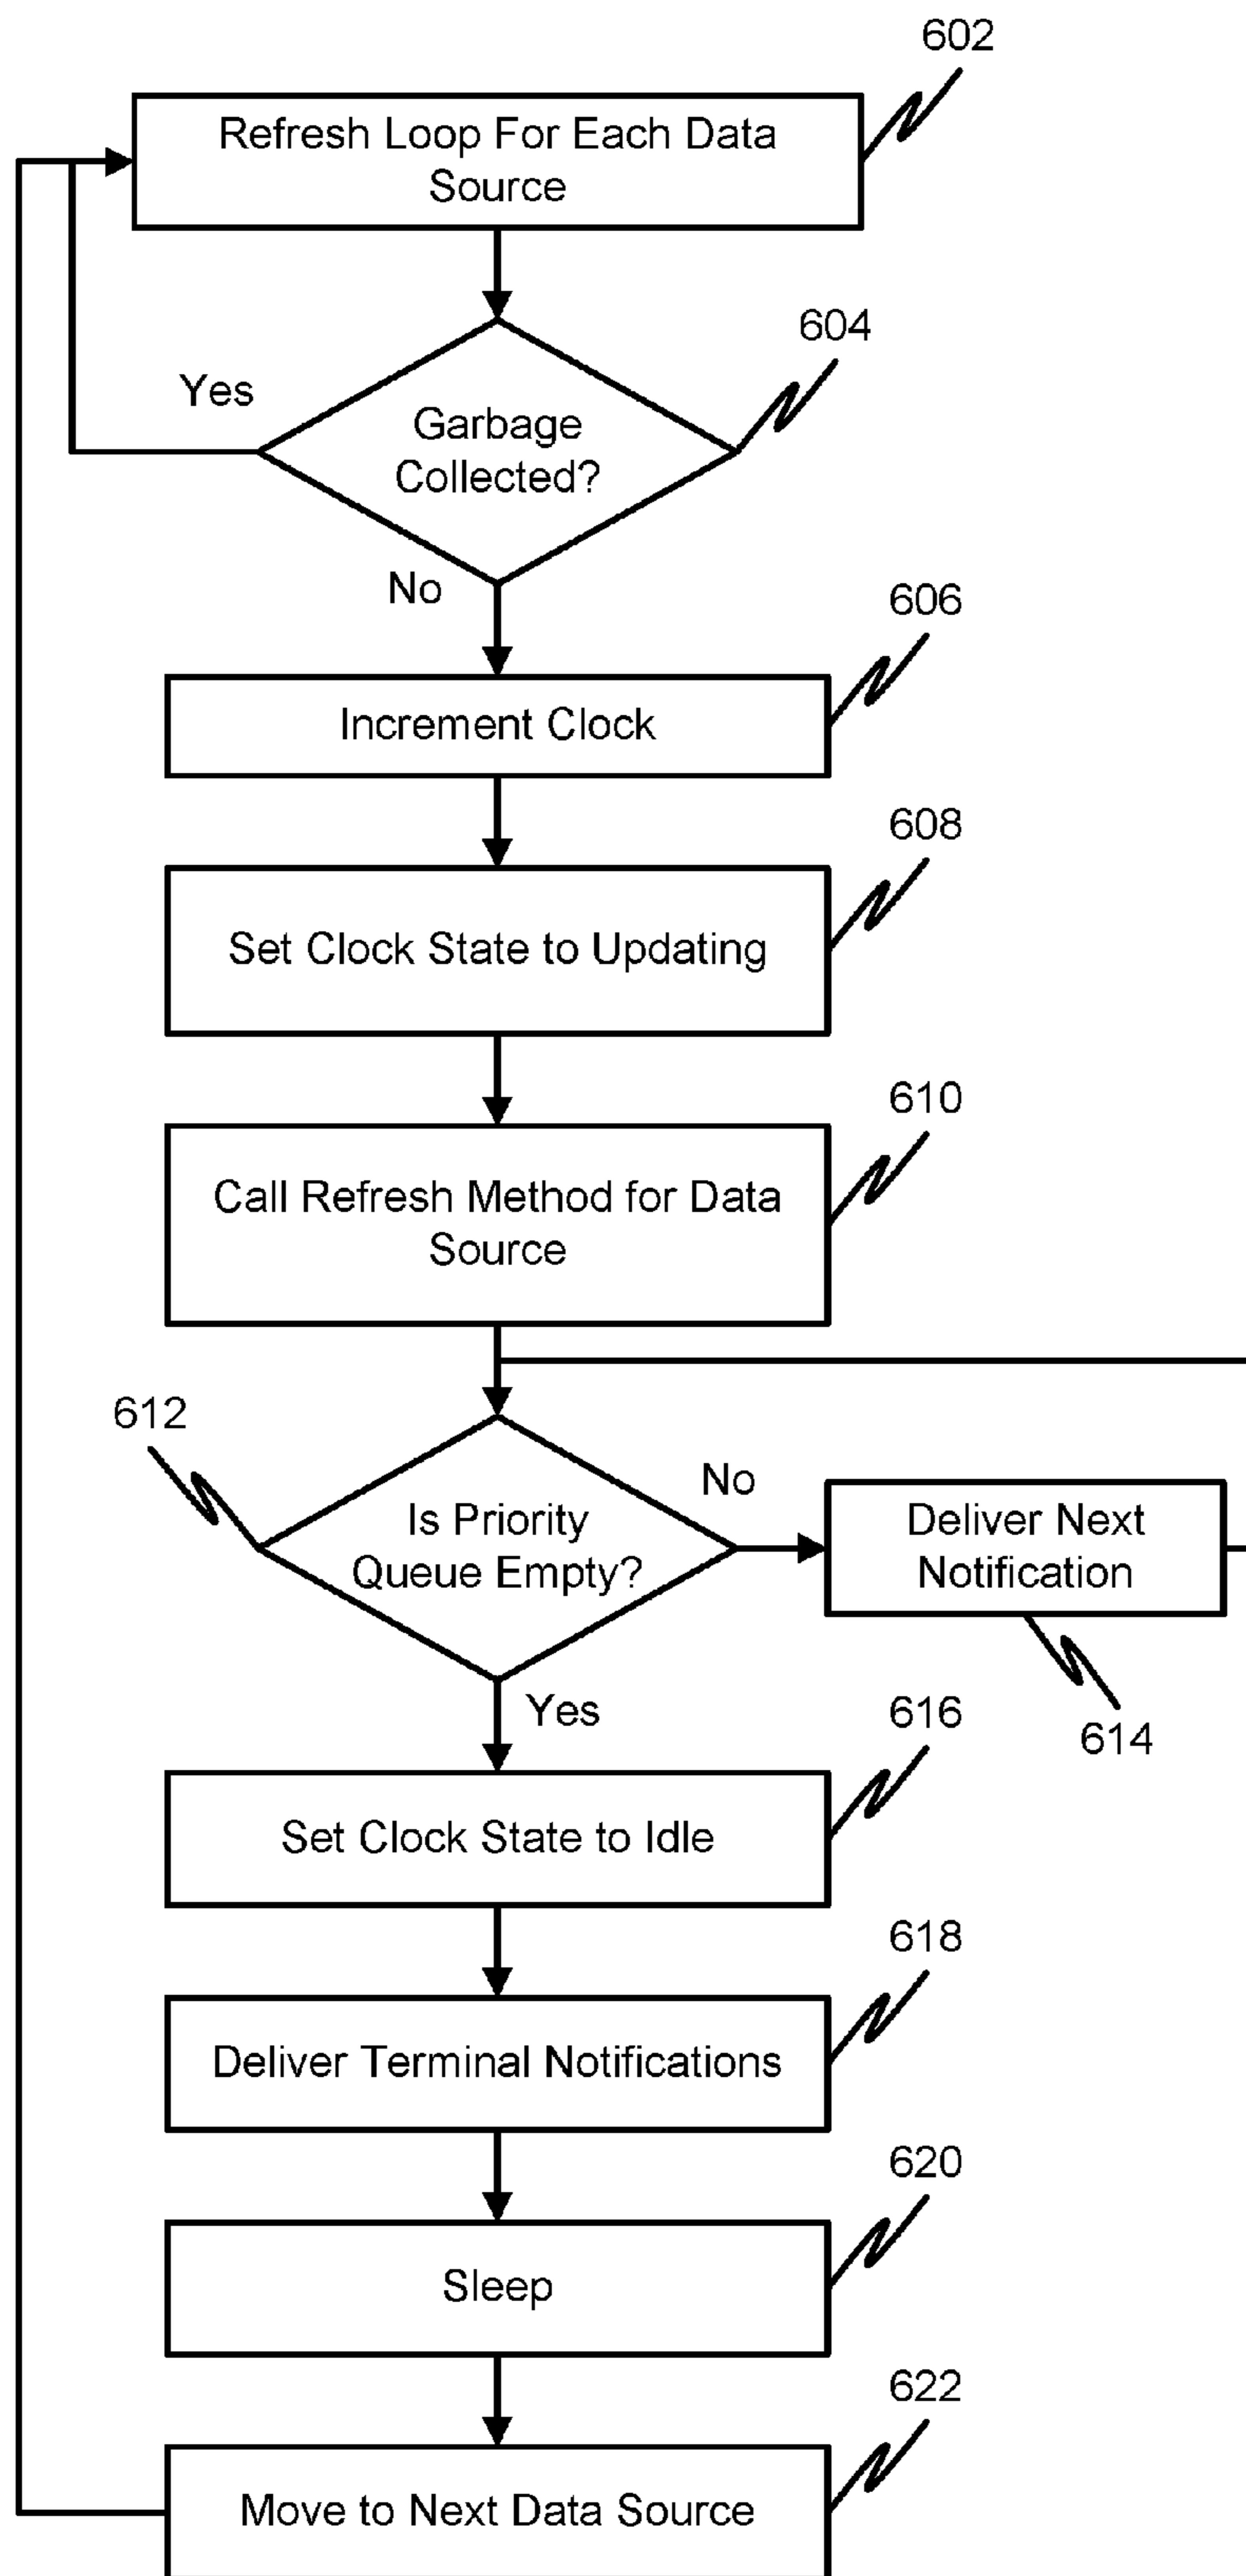 602
Refresh Loop For Each Data
Source
604
Yes
Garbage
Collected?
No
606
Increment Clock
608
Set Clock State to Updating
610
Call Refresh Method for Data
Source
612
No
Is Priority
Queue Empty?
Deliver Next
Notification
614
Yes
616
Set Clock State to Idle
618
Deliver Terminal Notifications
620
Sleep
622
Move to Next Data Source